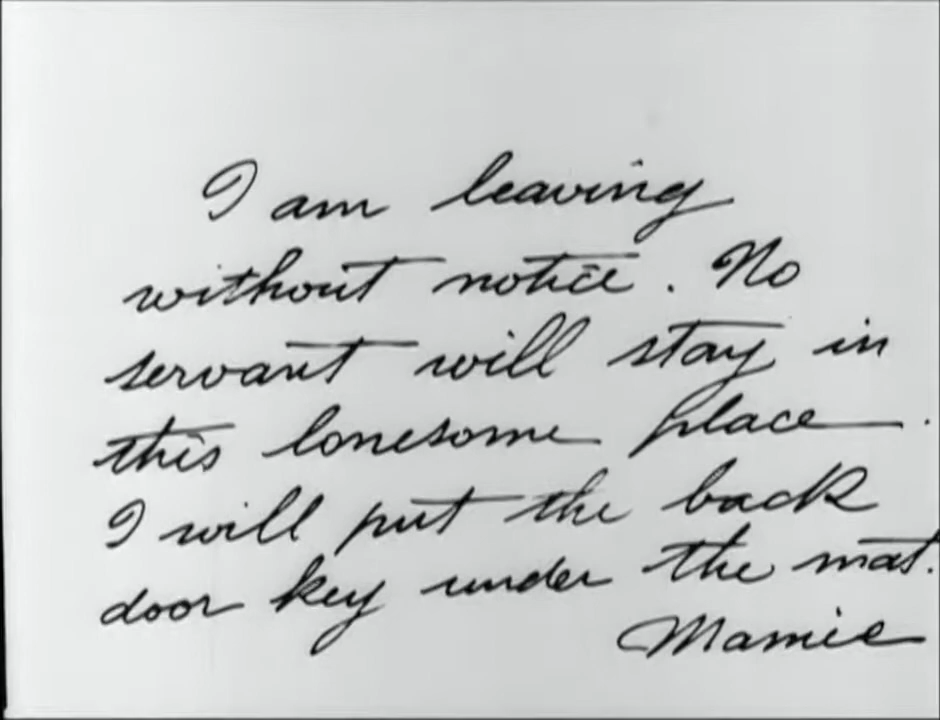 I am leaving
without notice. No
servant will stay in
this lonesome place.
I will put the back
door key under the mat.
Mamie